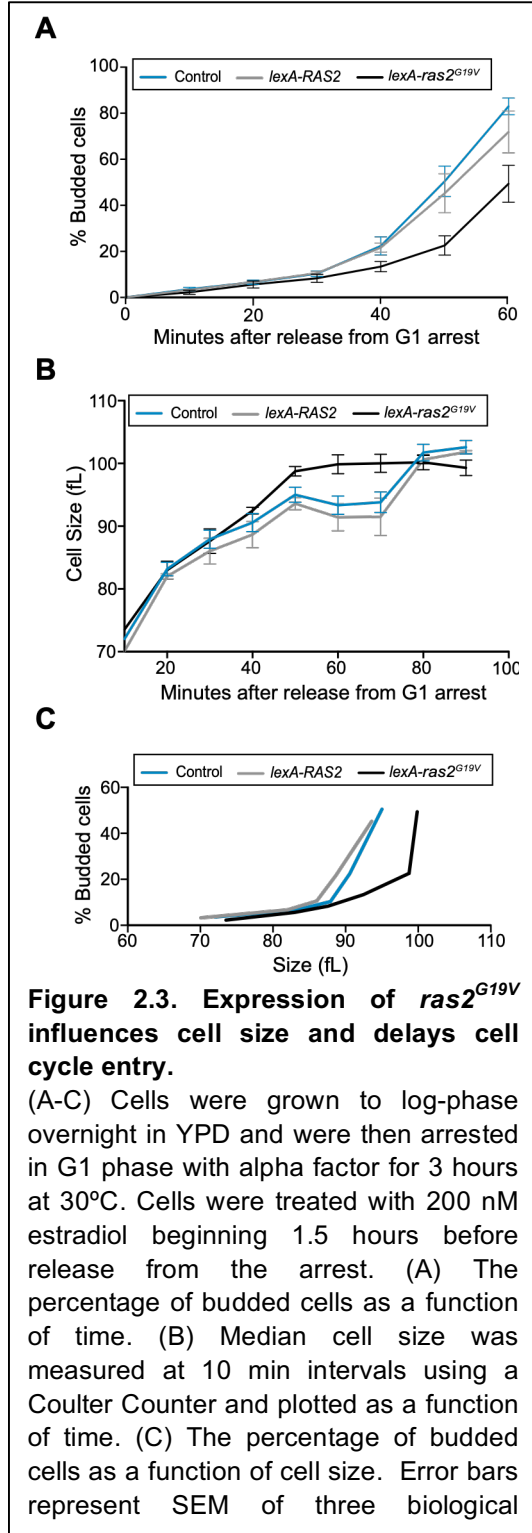 A
Control lexA-RAS2 lexA-ras2G19V
100
80
60
40
20
0
% Budded cells
0 20 40 60
Minutes after release from G1 arrest
B
Control lexA-RAS2 lexA-ras2G19V
110
100
90
80
70
Cell Size (fL)
20 40 60 80 100
Minutes after release from G1 arrest
C
Control lexA-RAS2 lexA-ras2G19V
60
40
20
0
% Budded cells
60 70 80 90 100 110
Size (fL)
Figure 2.3. Expression of ras2G19V
influences cell size and delays cell
cycle entry.
(A-C) Cells were grown to log-phase
overnight in YPD and were then arrested
in G1 phase with alpha factor for 3 hours
at 30ºC. Cells were treated with 200 nM
estradiol beginning 1.5 hours before
release from the arrest. (A) The
percentage of budded cells as a function
of time. (B) Median cell size was
measured at 10 min intervals using a
Coulter Counter and plotted as a function
of time. (C) The percentage of budded
cells as a function of cell size. Error bars
represent SEM of three biological